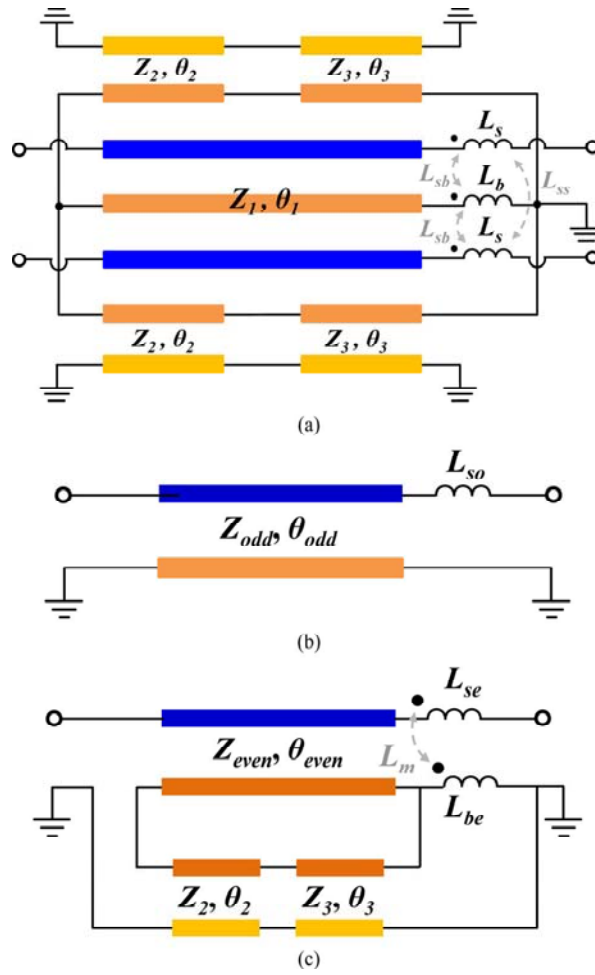 Z2, θ2 Z3, θ3
Ls
Lsb Lb Lss
Z1, θ1
Lsb Ls
Z2, θ2 Z3, θ3
(a)
Lso
Zodd, θodd
(b)
Lse
Zeven, θeven Lm
Lbe
Z2, θ2 Z3, θ3
(c)